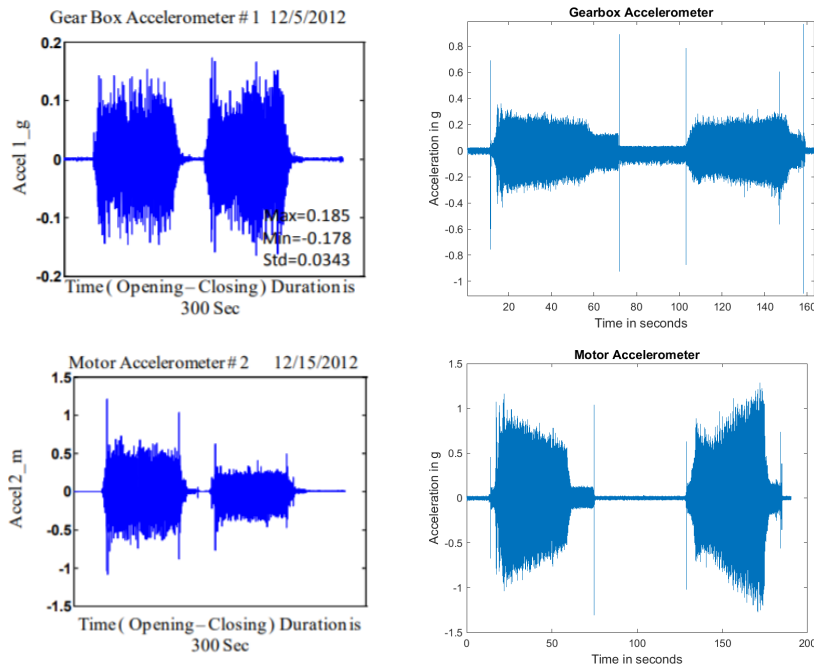 Gear Box Accelerometer # 1 12/5/2012
0.2
0.1
0
-0.1
-0.2
Accel 1_g
Max=0.185
Min=-0.178
Std=0.0343
Time ( Opening – Closing ) Duration is
300 Sec
Gearbox Accelerometer
0.8
0.6
0.4
0.2
0
-0.2
-0.4
-0.6
-0.8
-1
Acceleration in g
20 40 60 80 100 120 140 160
Time in seconds
Motor Accelerometer # 2 12/15/2012
1.5
1
0.5
0
-0.5
-1
-1.5
Accel 2_m
Time ( Opening – Closing ) Duration is
300 Sec
Motor Accelerometer
1.5
1
0.5
0
-0.5
-1
-1.5
Acceleration in g
0 50 100 150 200
Time in seconds